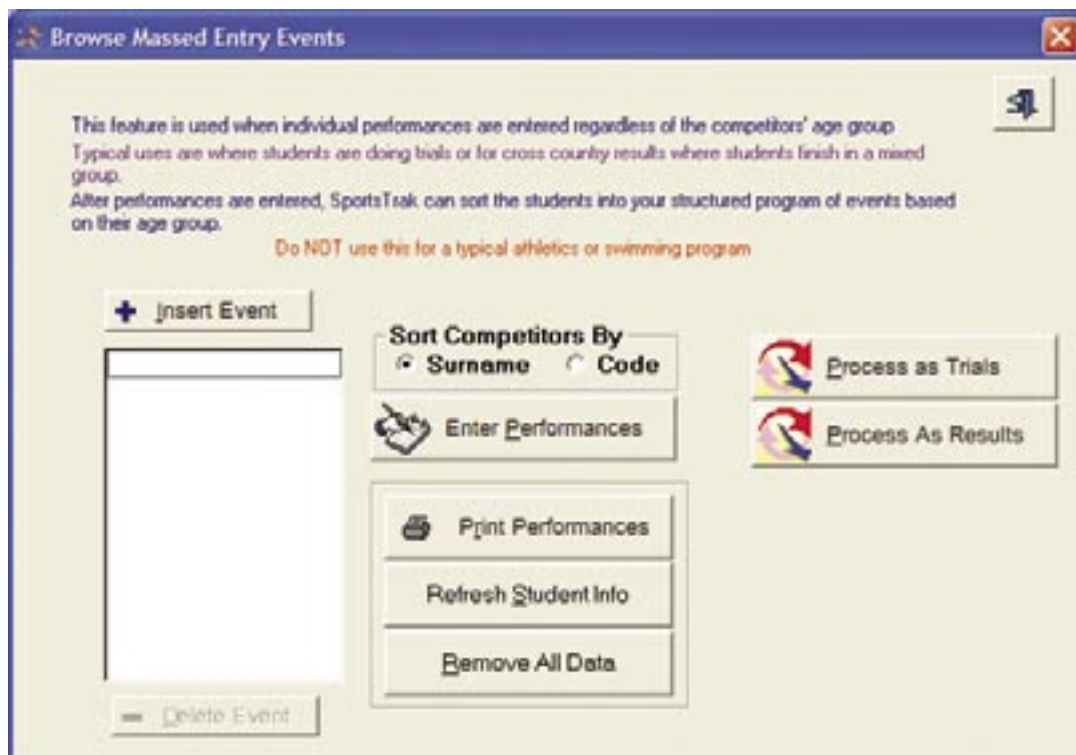 Browse Massed Entry Events
This feature is used when individual performances are entered regardless of the competitors' age group
Typical uses are where students are doing trials or for cross country results where students finish in a mixed
group.
After performances are entered, SportsTrak can sort the students into your structured program of events based
on their age group.
Do NOT use this for a typical athletics or swimming program
Insert Event
Sort Competitors By
Surname Code
Enter Performances
Process as Trials
Process As Results
Print Performances
Refresh Student Info
Remove All Data
Delete Event